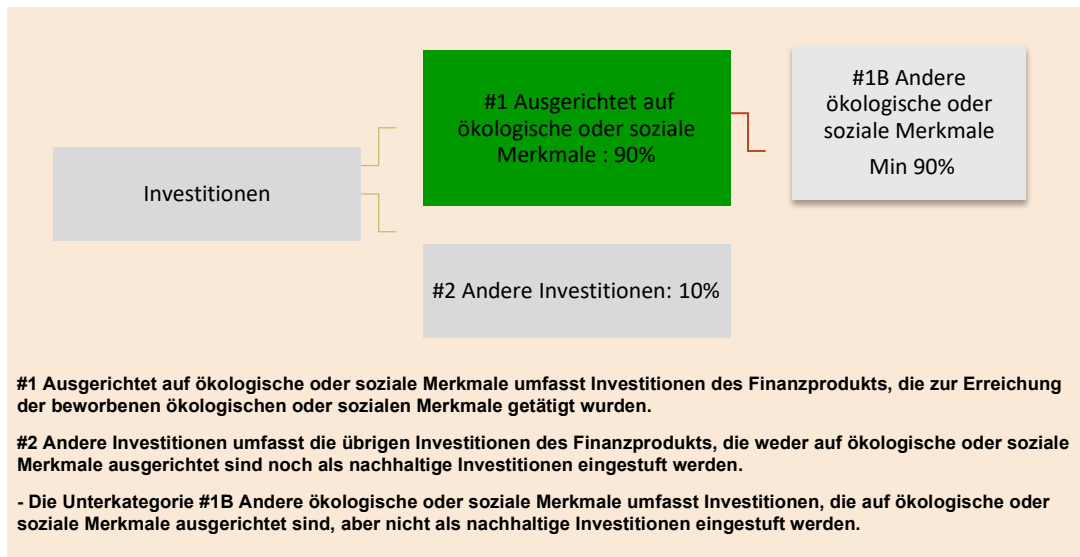 #1 Ausgerichtet auf
ökologische oder soziale
Merkmale : 90%
#1B Andere
ökologische oder
soziale Merkmale
Min 90%
Investitionen
#2 Andere Investitionen: 10%
#1 Ausgerichtet auf ökologische oder soziale Merkmale umfasst Investitionen des Finanzprodukts, die zur Erreichung
der beworbenen ökologischen oder sozialen Merkmale getätigt wurden.
#2 Andere Investitionen umfasst die übrigen Investitionen des Finanzprodukts, die weder auf ökologische oder soziale
Merkmale ausgerichtet sind noch als nachhaltige Investitionen eingestuft werden.
- Die Unterkategorie #1B Andere ökologische oder soziale Merkmale umfasst Investitionen, die auf ökologische oder
soziale Merkmale ausgerichtet sind, aber nicht als nachhaltige Investitionen eingestuft werden.